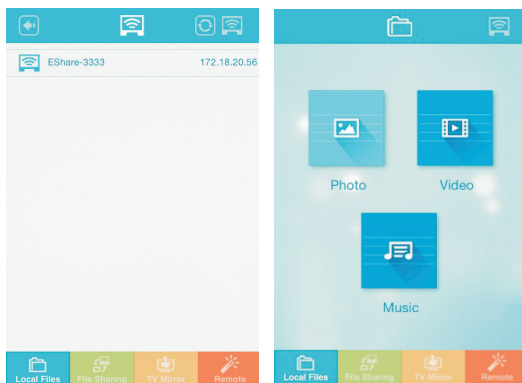 EShare-3333 172.18.20.56
Local Files File Sharing TV Mirror Remote
Photo Video
Music
Local Files File Sharing TV Mirror Remote